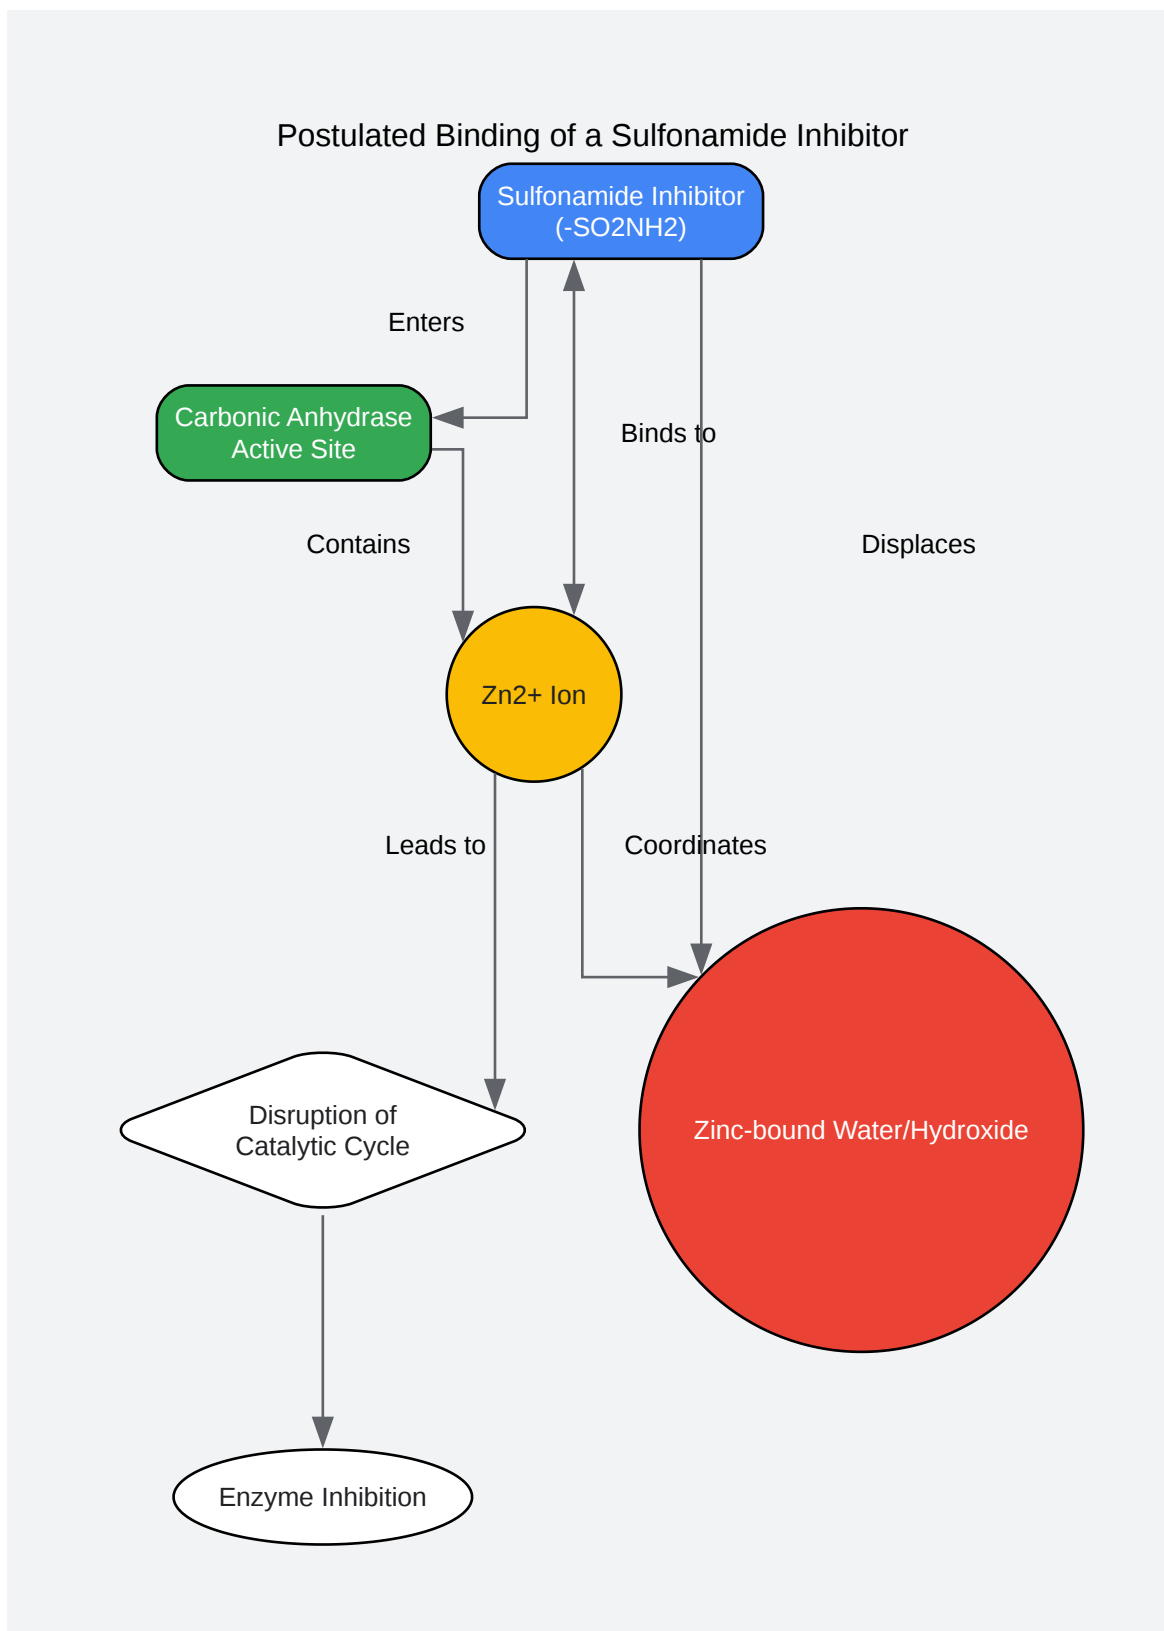 Postulated Binding of a Sulfonamide Inhibitor
Sulfonamide Inhibitor
(-SO2NH2)
Enters
Carbonic Anhydrase
Active Site
Binds to
Contains
Displaces
Zn2+ Ion
Leads to
Coordinates
Disruption of
Catalytic Cycle
Zinc-bound Water/Hydroxide
Enzyme Inhibition